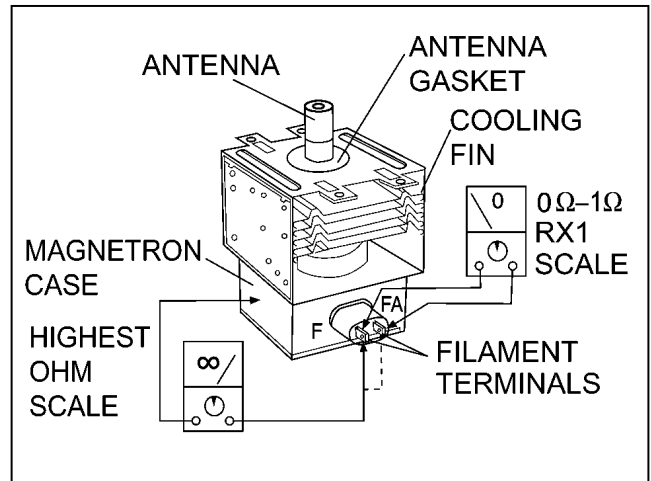 ANTENNA
ANTENNA
GASKET
COOLING
FIN
0
0Ω–1Ω
RX1
SCALE
MAGNETRON
CASE
F
FA
HIGHEST
OHM
SCALE
∞
FILAMENT
TERMINALS